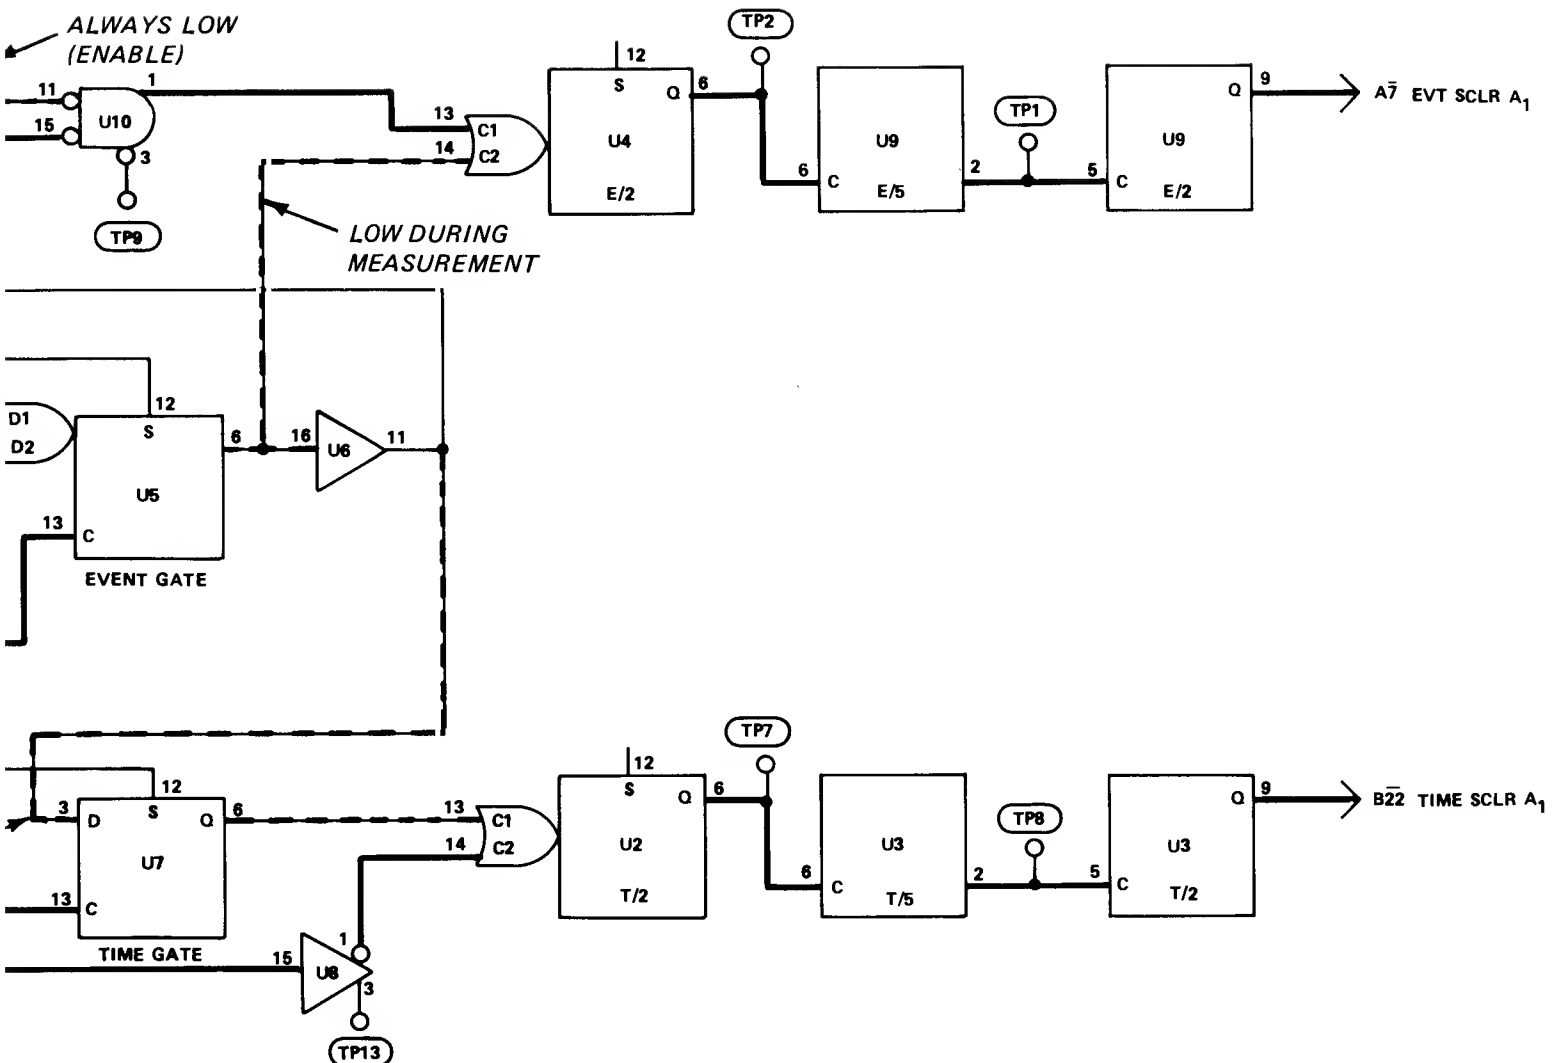 ALWAYS LOW
(ENABLE)
11
15
U10
1
3
TP9
13
14
C1
C2
12
S
Q
6
U4
E/2
TP2
6
C
U9
E/5
2
TP1
5
C
Q
9
U9
E/2
A7̅ EVT SCLR A1
LOW DURING
MEASUREMENT
D1
D2
12
S
6
U5
13
C
EVENT GATE
16
U6
11
3
D
12
S
Q
6
U7
13
C
TIME GATE
15
U8
1
3
TP13
13
14
C1
C2
12
S
Q
6
U2
T/2
TP7
6
C
U3
T/5
2
TP8
5
C
Q
9
U3
T/2
B2̅2̅ TIME SCLR A1